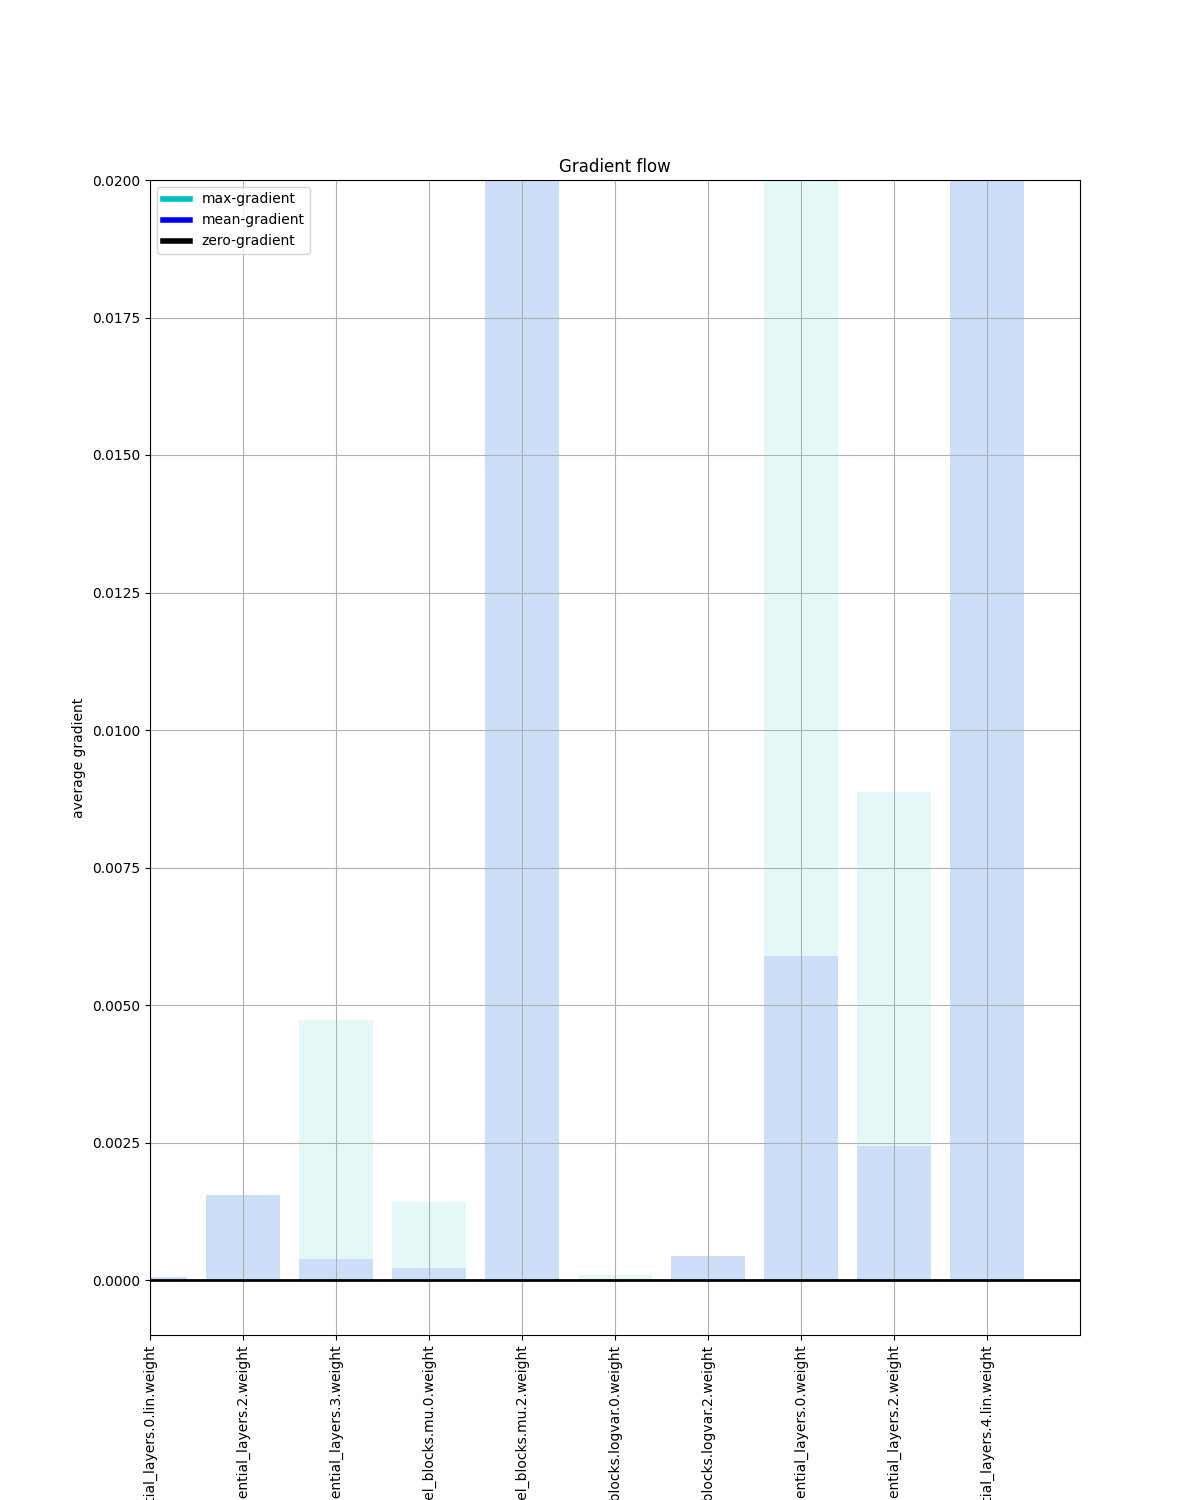 Gradient flow
max-gradient
mean-gradient
zero-gradient
0.0200
0.0175
0.0150
0.0125
0.0100
0.0075
0.0050
0.0025
0.0000
average gradient
tial_layers.0.lin.weight
ential_layers.2.weight
ential_layers.3.weight
el_blocks.mu.0.weight
el_blocks.mu.2.weight
blocks.logvar.0.weight
blocks.logvar.2.weight
ential_layers.0.weight
ential_layers.2.weight
tial_layers.4.lin.weight